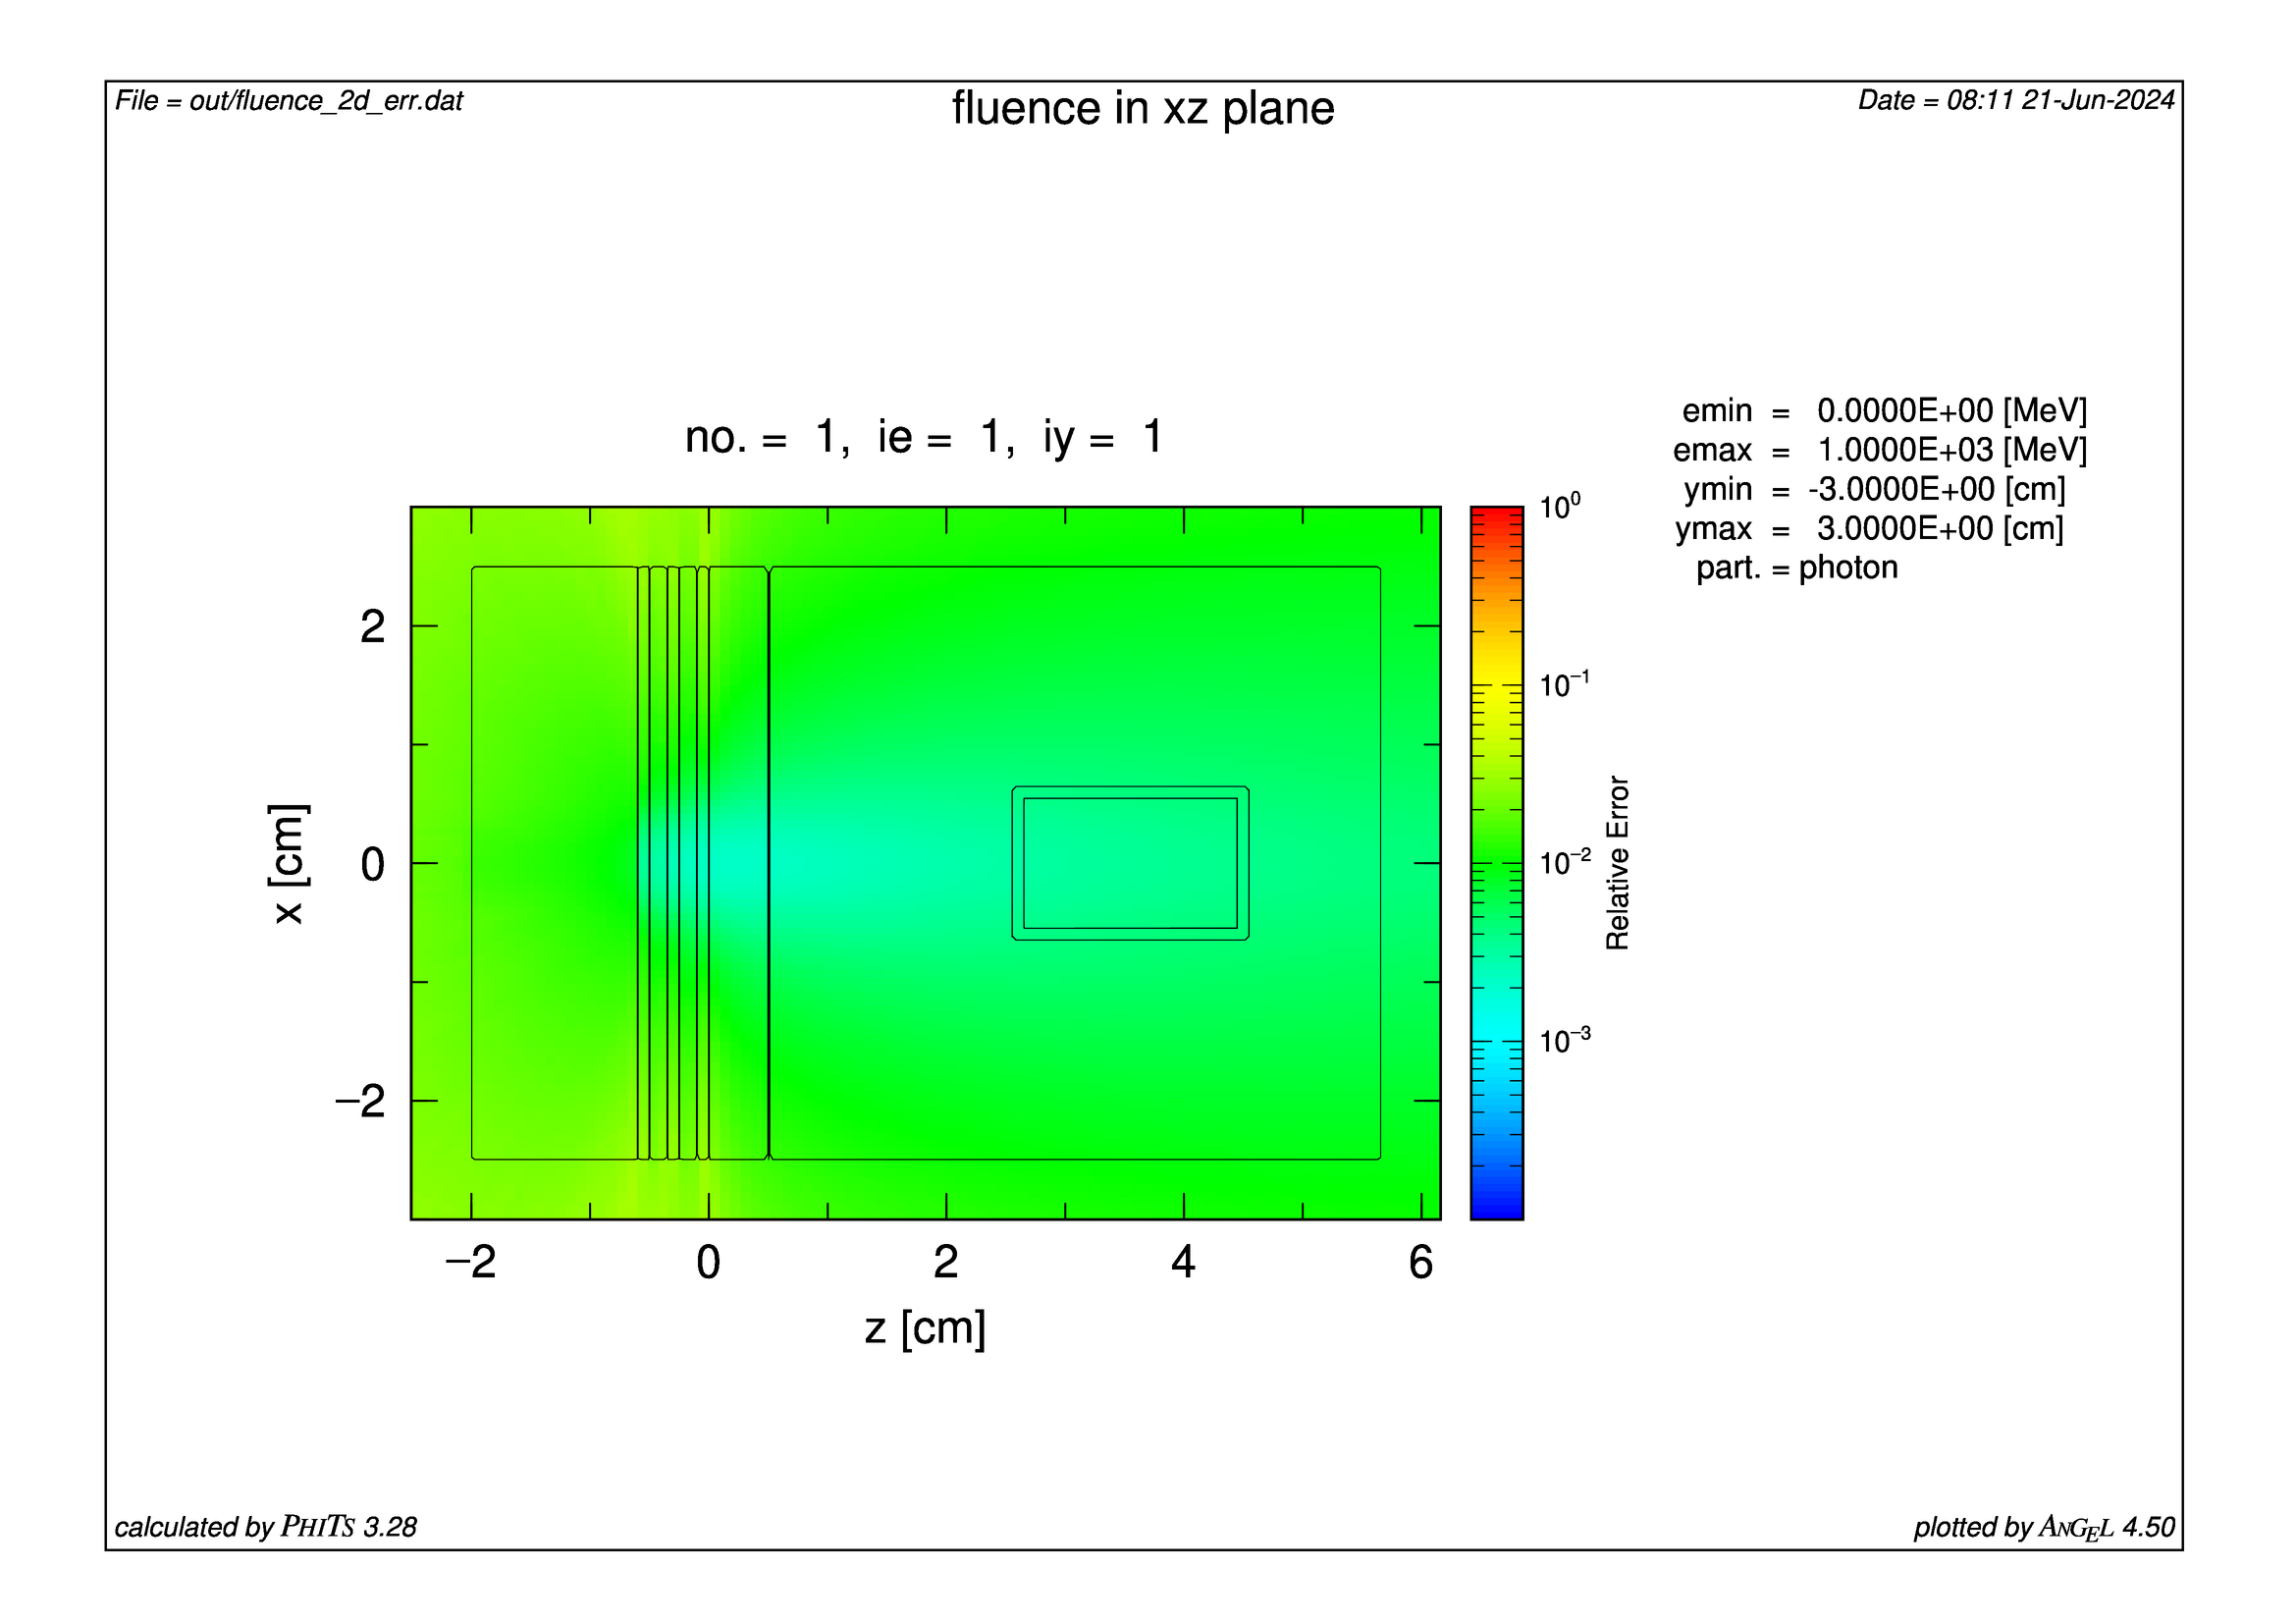 File = out/fluence_2d_err.dat
fluence in xz plane
Date = 08:11 21-Jun-2024
no. = 1, ie = 1, iy = 1
emin = 0.0000E+00 [MeV]
emax = 1.0000E+03 [MeV]
ymin = -3.0000E+00 [cm]
ymax = 3.0000E+00 [cm]
part. = photon
10⁰
10⁻¹
10⁻²
10⁻³
Relative Error
2
0
−2
x [cm]
−2 0 2 4 6
z [cm]
calculated by PHITS 3.28
plotted by ANGEL 4.50